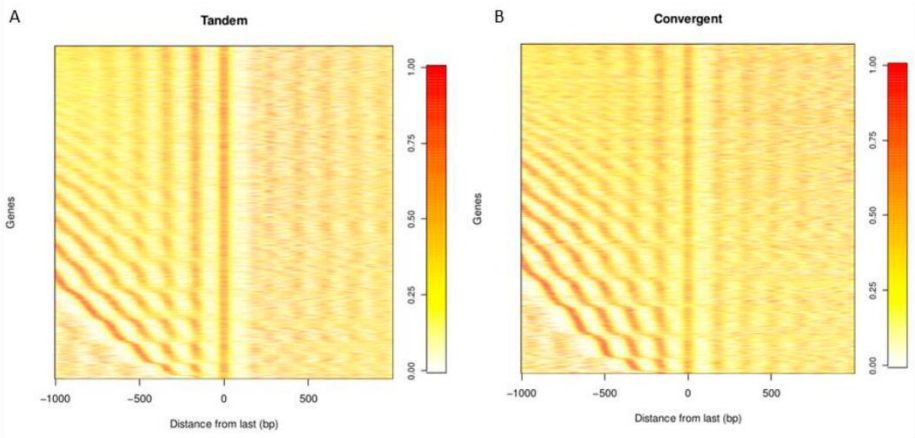 A
Tandem
Genes
1.00
0.75
0.50
0.25
0.00
−1000
−500
0
500
Distance from last (bp)
B
Convergent
Genes
1.00
0.75
0.50
0.25
0.00
−1000
−500
0
500
Distance from last (bp)